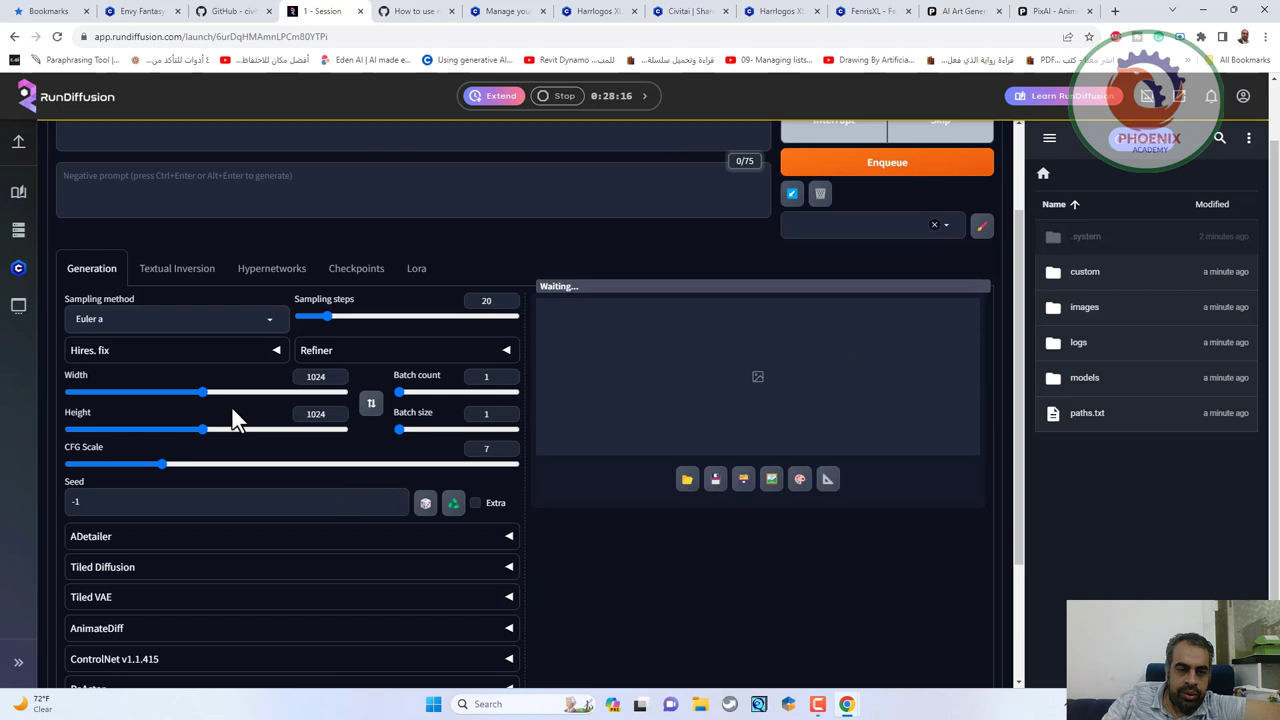 Bookmarks
Envy Fantasy
GitHub - civi
1 - Session
How to use
Manage your
Harrlogos XL
Civitai | Shar
Harrlogos XL
FenrisXL - Fe
AI Art Gener
PixAI - Anim
app.rundiffusion.com/launch/6urDqHMAmnLPCm80YTPi
Paraphrasing Tool |...
Eden AI | AI made e...
Using generative AI...
Revit Dynamo للمب...
09- Managing lists...
Drawing By Artificia...
All Bookmarks
RunDiffusion
Extend
Stop
0:28:16
Learn RunDiffusion
PHOENIX
ACADEMY
Interrupt
Skip
0/75
Enqueue
Negative prompt (press Ctrl+Enter or Alt+Enter to generate)
Generation
Textual Inversion
Hypernetworks
Checkpoints
Lora
Sampling method
Sampling steps
20
Euler a
Hires. fix
Refiner
Width
1024
Batch count
1
Height
1024
Batch size
1
CFG Scale
7
Seed
-1
Extra
ADetailer
Tiled Diffusion
Tiled VAE
AnimateDiff
ControlNet v1.1.415
Waiting...
Name
Modified
.system
2 minutes ago
custom
a minute ago
images
a minute ago
logs
a minute ago
models
a minute ago
paths.txt
a minute ago
72°F
Clear
Search